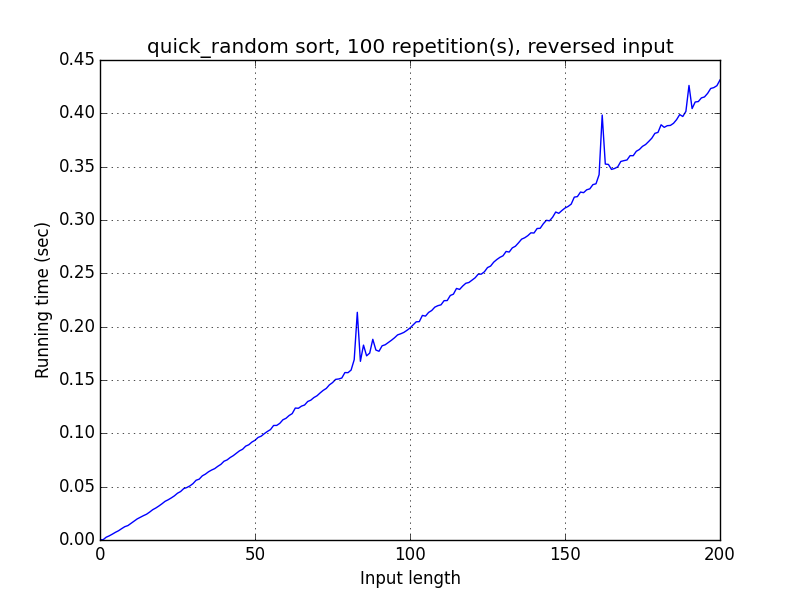 quick_random sort, 100 repetition(s), reversed input
0.45
0.40
0.35
0.30
0.25
0.20
0.15
0.10
0.05
0.00
Running time (sec)
0 50 100 150 200
Input length